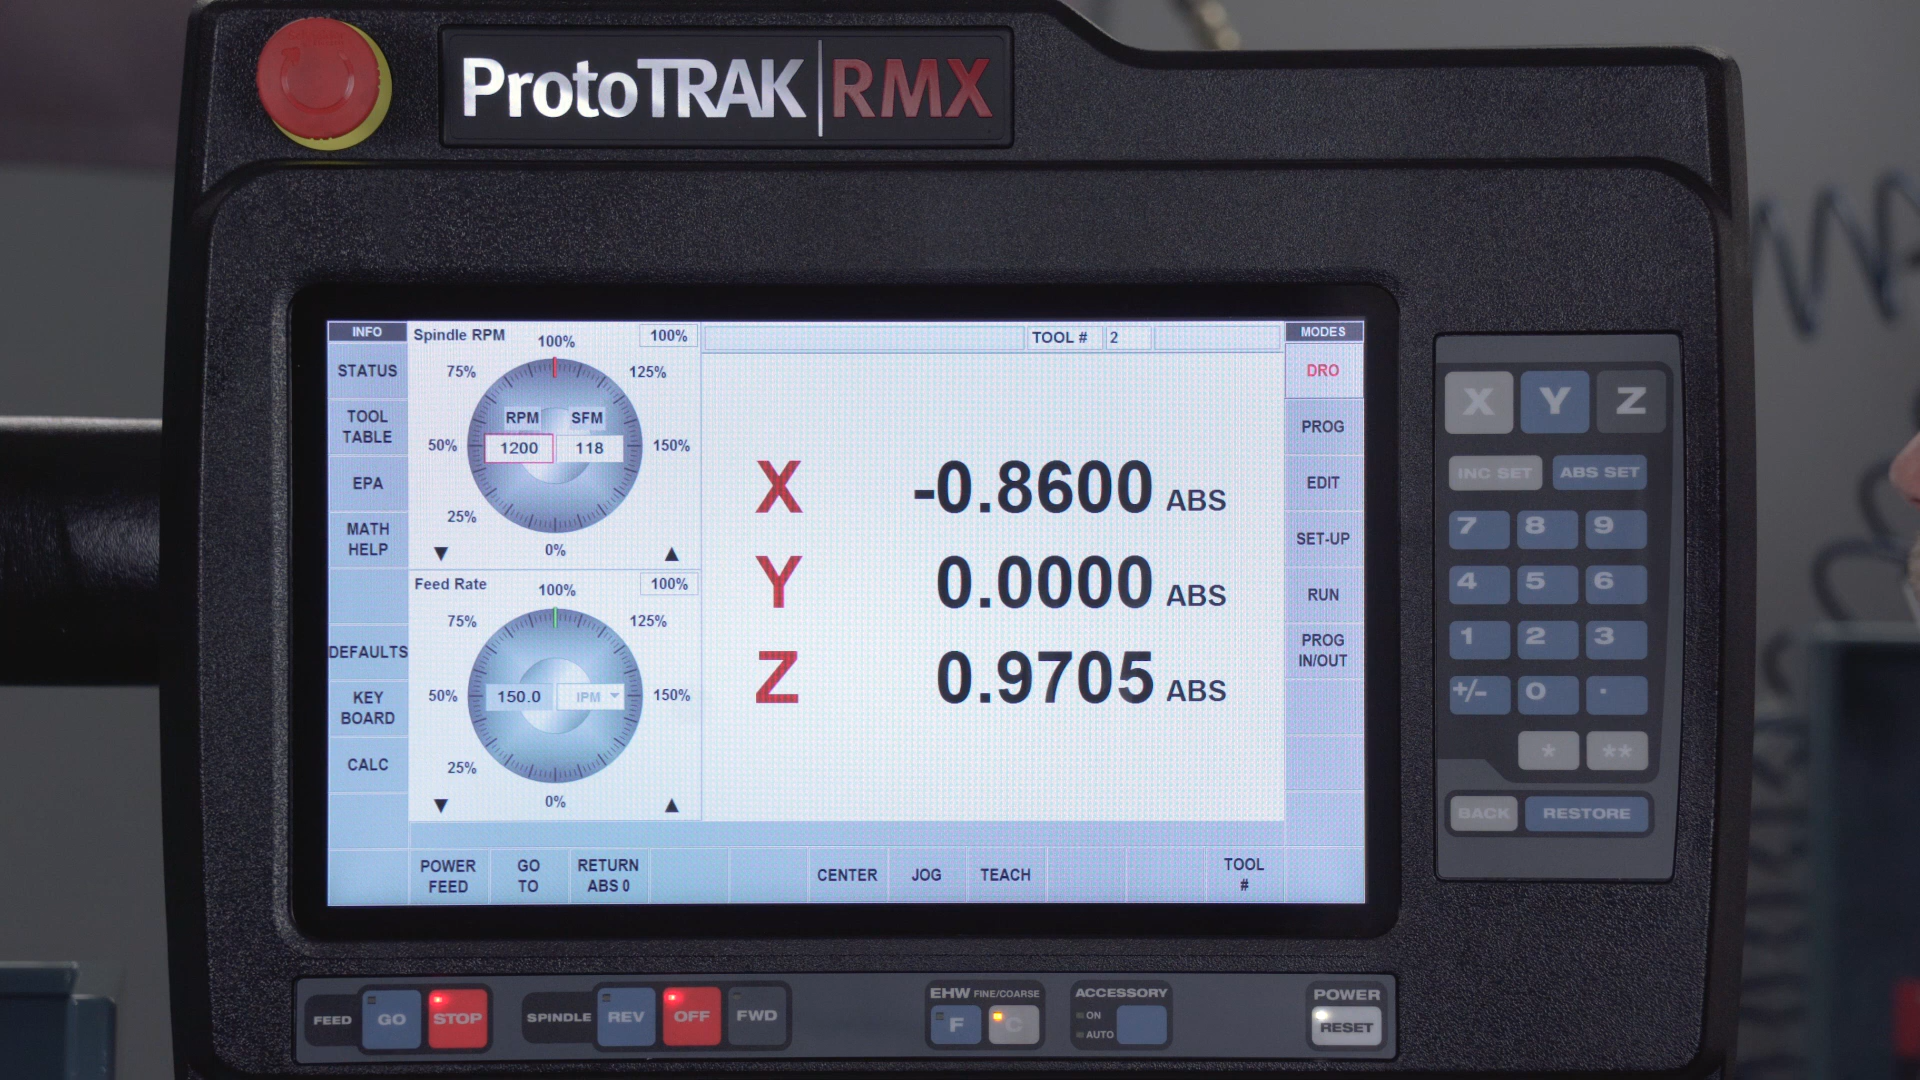 ProtoTRAK RMX
INFO
STATUS
TOOL
TABLE
EPA
MATH
HELP
DEFAULTS
KEY
BOARD
CALC
Spindle RPM
100%
100%
75%
125%
RPM
SFM
50%
1200
118
150%
25%
0%
▼
▲
Feed Rate
100%
100%
75%
125%
50%
150.0
IPM
150%
25%
0%
▼
▲
TOOL #
2
X -0.8600 ABS
Y 0.0000 ABS
Z 0.9705 ABS
MODES
DRO
PROG
EDIT
SET-UP
RUN
PROG
IN/OUT
POWER
FEED
GO
TO
RETURN
ABS 0
CENTER
JOG
TEACH
TOOL
#
X Y Z
INC SET
ABS SET
7 8 9
4 5 6
1 2 3
+/- 0 .
* **
BACK
RESTORE
FEED
GO
STOP
SPINDLE
REV
OFF
FWD
EHW FINE/COARSE
F
C
ACCESSORY
ON
AUTO
POWER
RESET